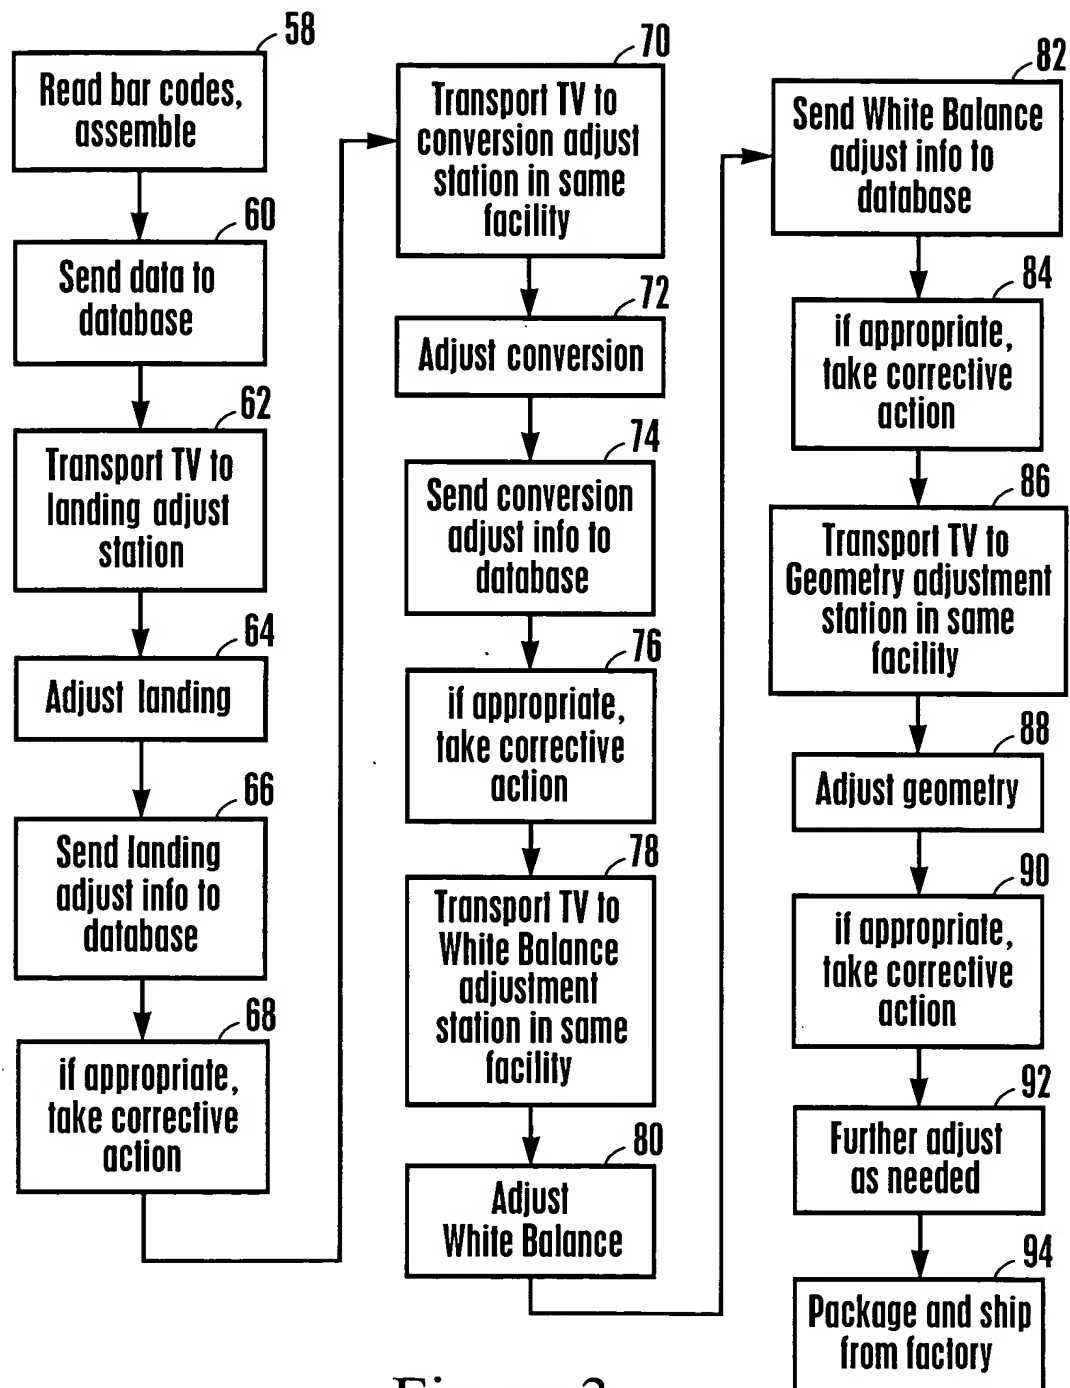 58
Read bar codes,
assemble
60
Send data to
database
62
Transport TV to
landing adjust
station
64
Adjust landing
66
Send landing
adjust info to
database
68
if appropriate,
take corrective
action
70
Transport TV to
conversion adjust
station in same
facility
72
Adjust conversion
74
Send conversion
adjust info to
database
76
if appropriate,
take corrective
action
78
Transport TV to
White Balance
adjustment
station in same
facility
80
Adjust
White Balance
82
Send White Balance
adjust info to
database
84
if appropriate,
take corrective
action
86
Transport TV to
Geometry adjustment
station in same
facility
88
Adjust geometry
90
if appropriate,
take corrective
action
92
Further adjust
as needed
94
Package and ship
from factory